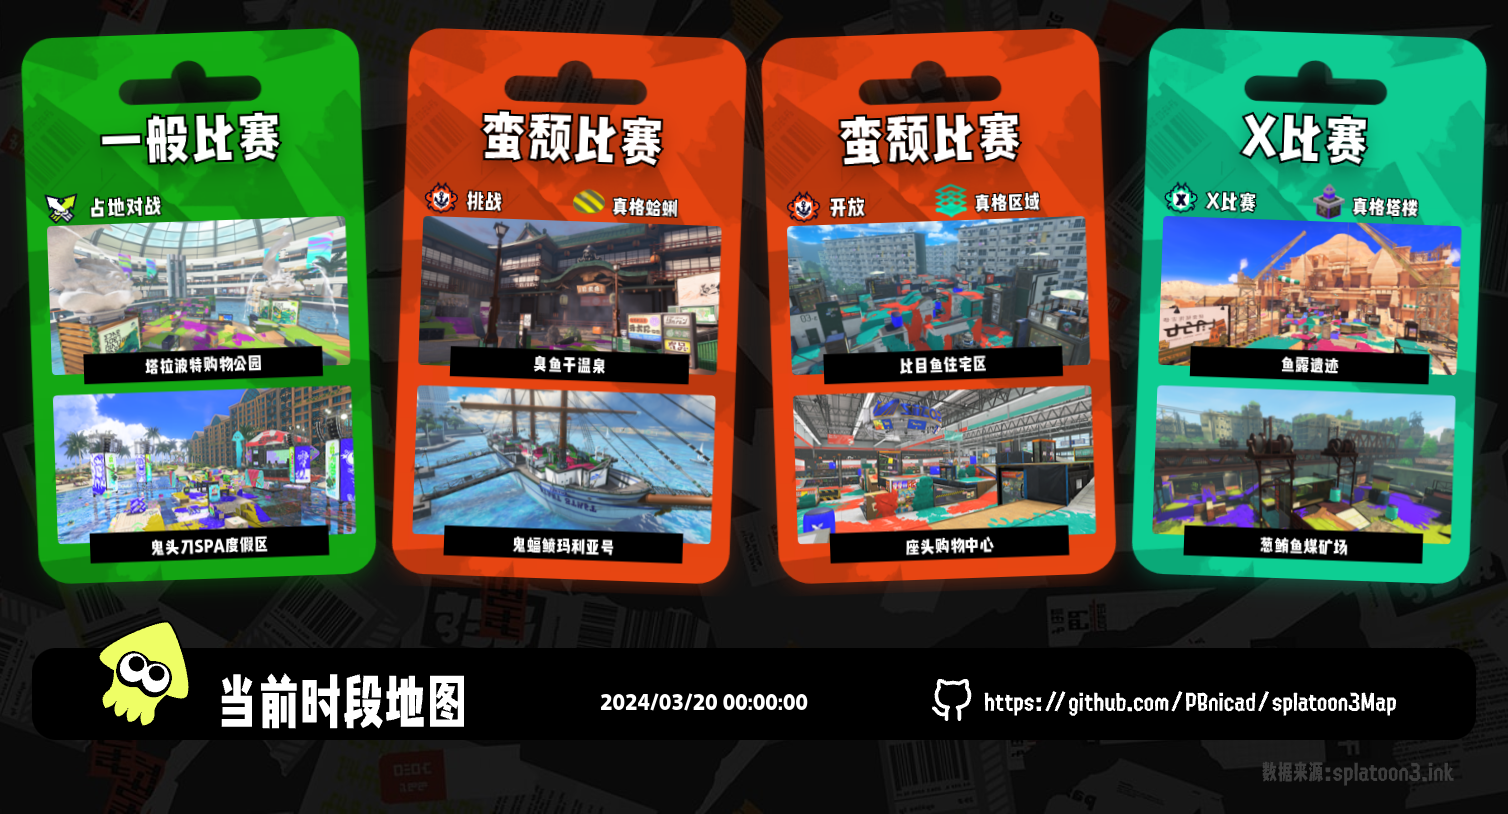 一般比赛
占地对战
塔拉波特购物公园
鬼头刀SPA度假区
蛮颓比赛
挑战
真格蛤蜊
臭鱼干温泉
鬼蝠鲼玛利亚号
蛮颓比赛
开放
真格区域
比目鱼住宅区
座头购物中心
X比赛
X比赛
真格塔楼
鱼露遗迹
葱鲔鱼煤矿场
当前时段地图
2024/03/20 00:00:00
https://github.com/PBnicad/splatoon3Map
数据来源:splatoon3.ink